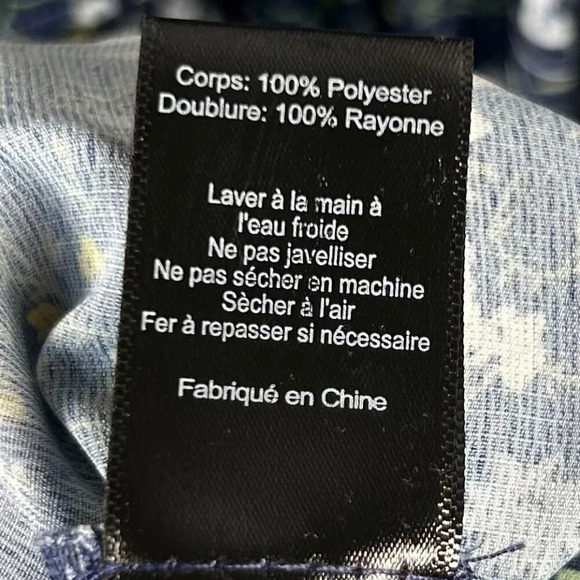 Corps: 100% Polyester
Doublure: 100% Rayonne
Laver à la main à
l'eau froide
Ne pas javelliser
Ne pas sécher en machine
Sècher à l'air
Fer à repasser si nécessaire
Fabriqué en Chine